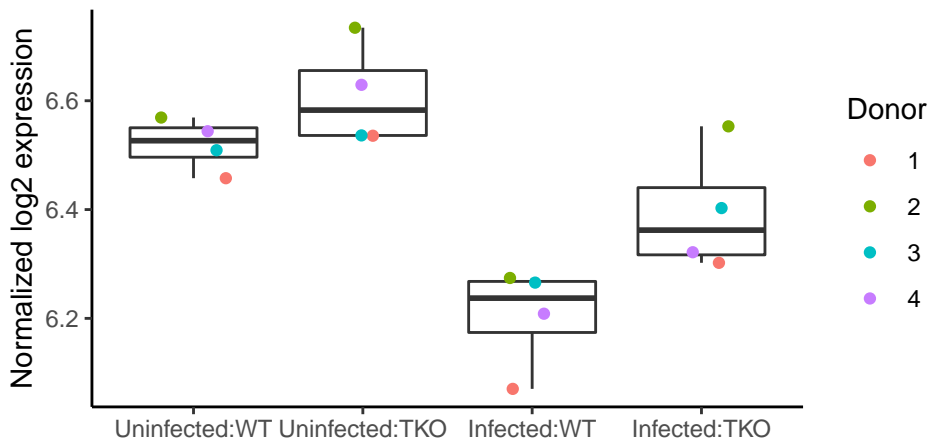 Normalized log2 expression
6.6
6.4
6.2
Uninfected:WT Uninfected:TKO Infected:WT Infected:TKO
Donor
1
2
3
4